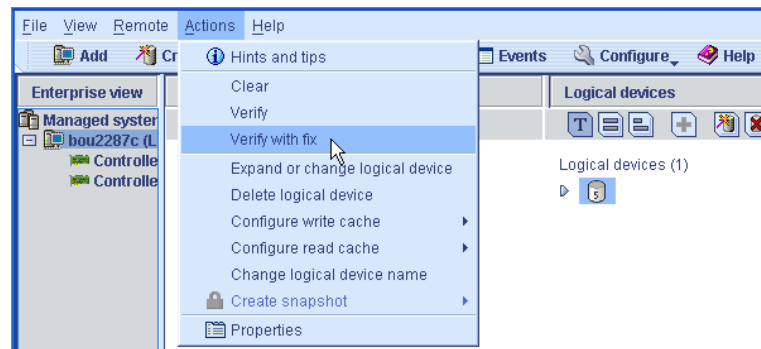 File View Remote Actions Help
Add Cr Events Configure Help
Enterprise view
Managed syster
bou2287c (L
Controlle
Controlle
Hints and tips
Clear
Verify
Verify with fix
Expand or change logical device
Delete logical device
Configure write cache
Configure read cache
Change logical device name
Create snapshot
Properties
Logical devices
T
Logical devices (1)
5